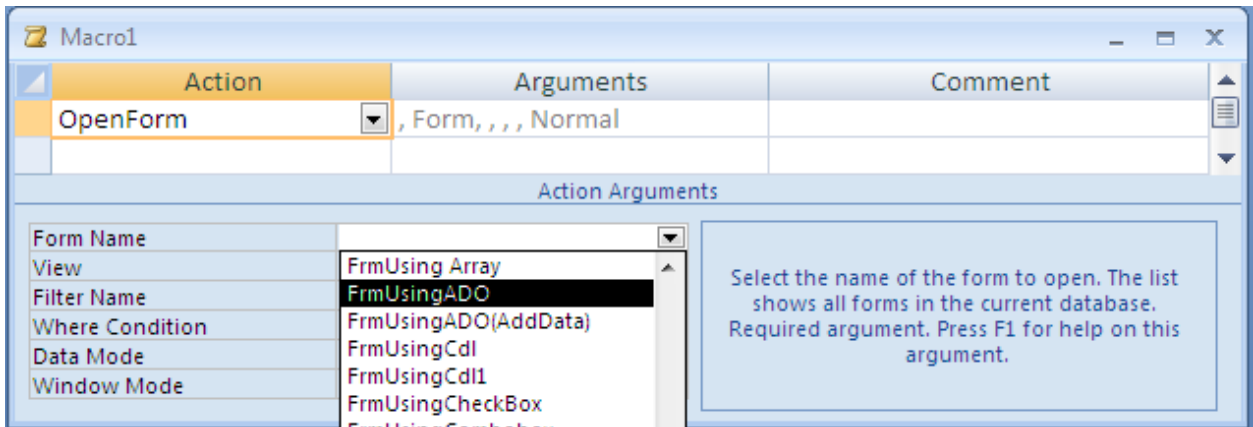 Macro1
Action Arguments Comment
OpenForm , Form, , , , Normal
Action Arguments
Form Name
View
Filter Name
Where Condition
Data Mode
Window Mode
FrmUsing Array
FrmUsingADO
FrmUsingADO(AddData)
FrmUsingCdl
FrmUsingCdl1
FrmUsingCheckBox
Select the name of the form to open. The list
shows all forms in the current database.
Required argument. Press F1 for help on this
argument.